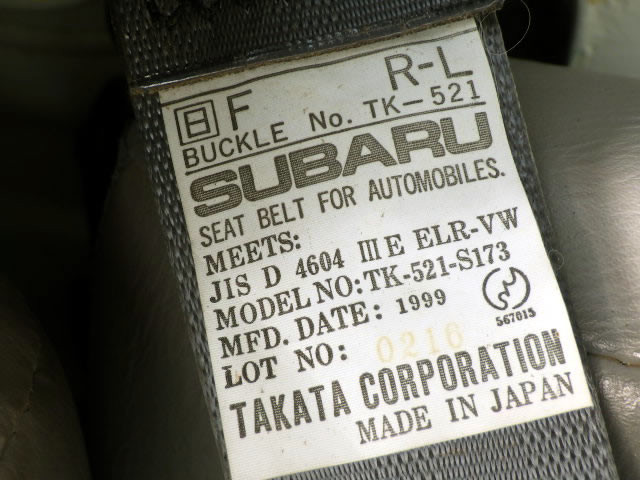 日 F R-L
BUCKLE No. TK-521
SUBARU
SEAT BELT FOR AUTOMOBILES.
MEETS:
JIS D 4604 III E ELR-VW
MODEL NO: TK-521-S173
MFD. DATE: 1999
567015
LOT NO: 0216
TAKATA CORPORATION
MADE IN JAPAN